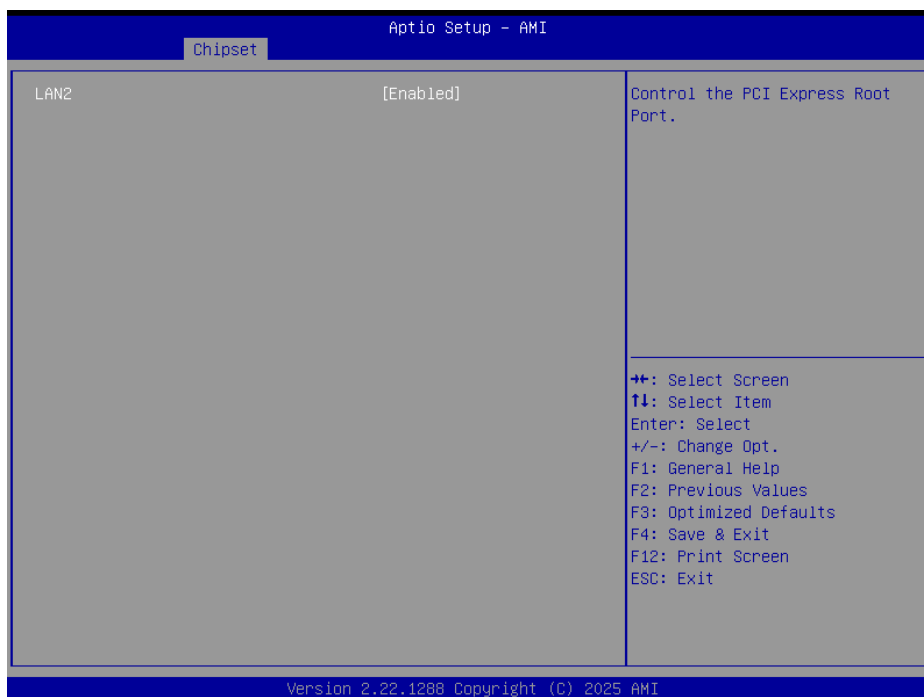 Aptio Setup - AMI
Chipset
LAN2 [Enabled]
Control the PCI Express Root
Port.
→←: Select Screen
↑↓: Select Item
Enter: Select
+/-: Change Opt.
F1: General Help
F2: Previous Values
F3: Optimized Defaults
F4: Save & Exit
F12: Print Screen
ESC: Exit
Version 2.22.1288 Copyright (C) 2025 AMI